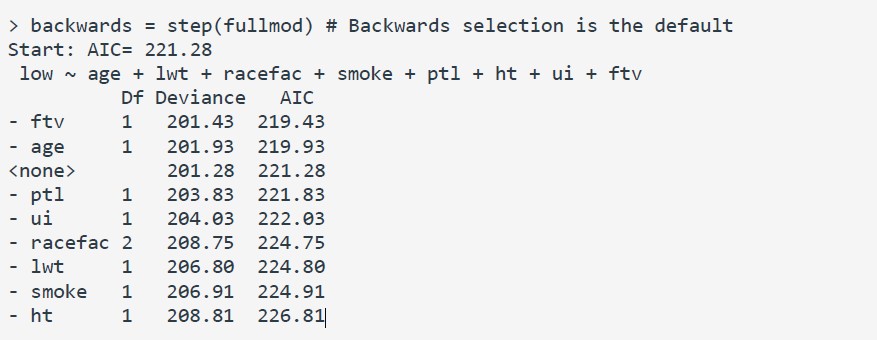 > backwards = step(fullmod) # Backwards selection is the default
Start: AIC= 221.28
 low ~ age + lwt + racefac + smoke + ptl + ht + ui + ftv
          Df Deviance   AIC
- ftv      1   201.43 219.43
- age      1   201.93 219.93
<none>         201.28 221.28
- ptl      1   203.83 221.83
- ui       1   204.03 222.03
- racefac  2   208.75 224.75
- lwt      1   206.80 224.80
- smoke    1   206.91 224.91
- ht       1   208.81 226.81